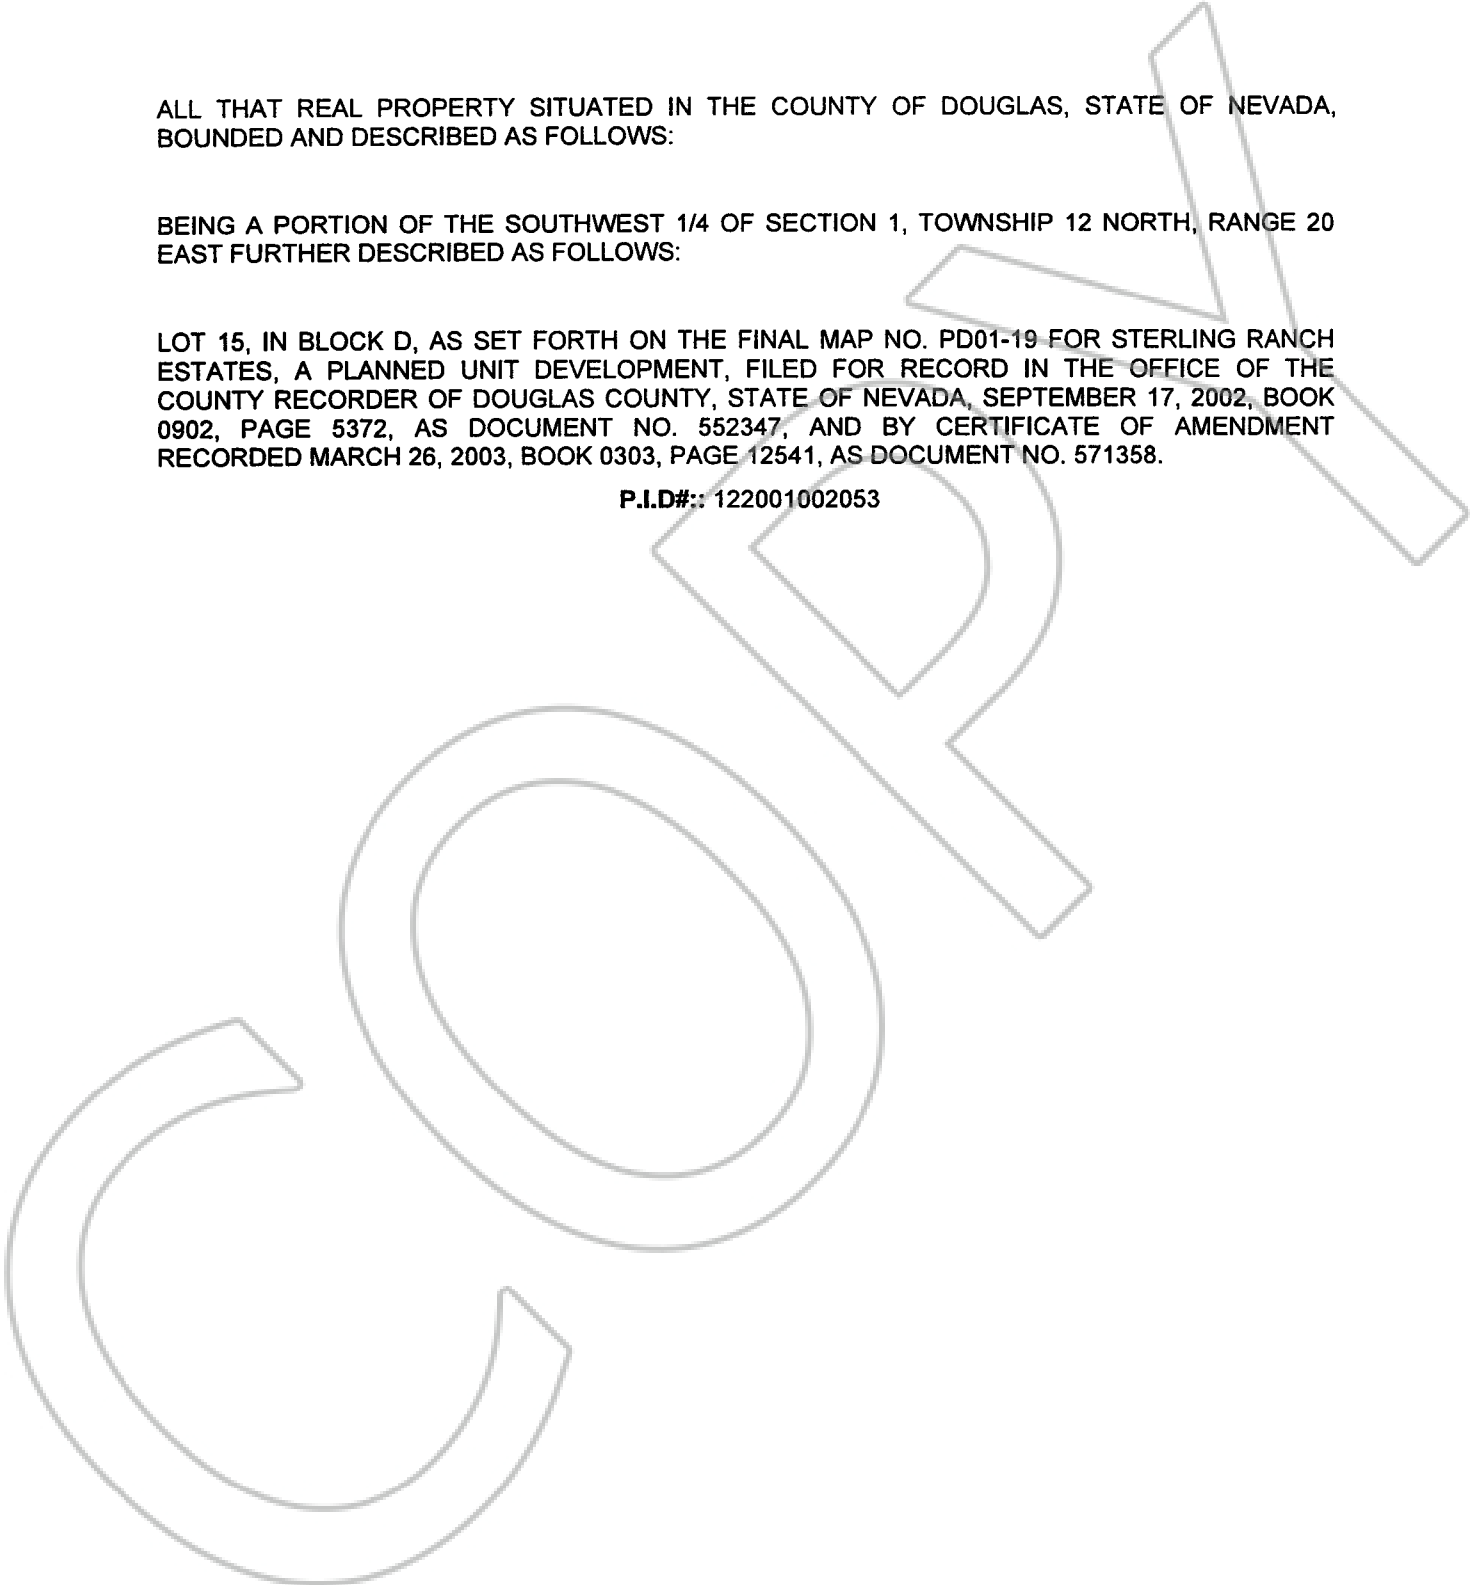 ALL THAT REAL PROPERTY SITUATED IN THE COUNTY OF DOUGLAS, STATE OF NEVADA,
BOUNDED AND DESCRIBED AS FOLLOWS:
BEING A PORTION OF THE SOUTHWEST 1/4 OF SECTION 1, TOWNSHIP 12 NORTH, RANGE 20
EAST FURTHER DESCRIBED AS FOLLOWS:
LOT 15, IN BLOCK D, AS SET FORTH ON THE FINAL MAP NO. PD01-19 FOR STERLING RANCH
ESTATES, A PLANNED UNIT DEVELOPMENT, FILED FOR RECORD IN THE OFFICE OF THE
COUNTY RECORDER OF DOUGLAS COUNTY, STATE OF NEVADA, SEPTEMBER 17, 2002, BOOK
0902, PAGE 5372, AS DOCUMENT NO. 552347, AND BY CERTIFICATE OF AMENDMENT
RECORDED MARCH 26, 2003, BOOK 0303, PAGE 12541, AS DOCUMENT NO. 571358.
P.I.D#:: 122001002053
COPY